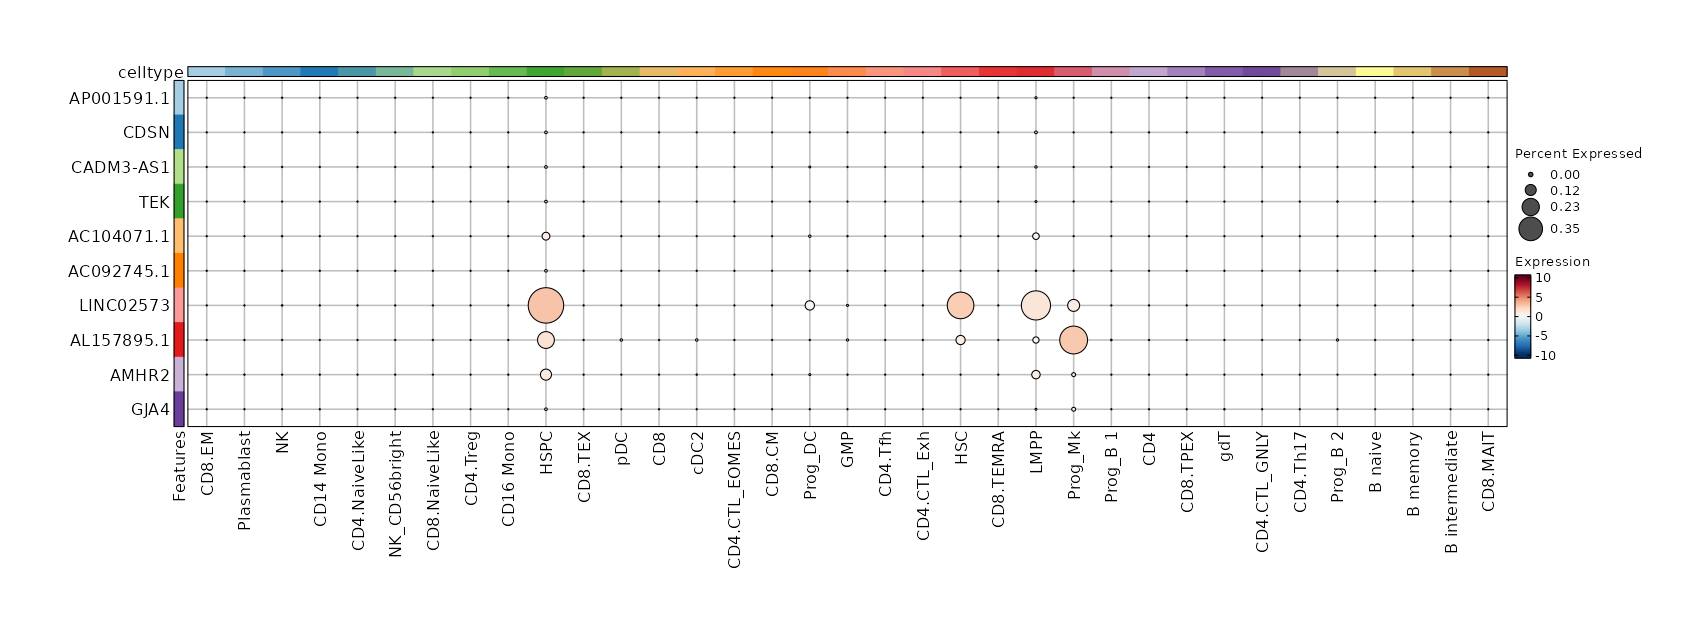 celltype
AP001591.1
CDSN
CADM3-AS1
TEK
AC104071.1
AC092745.1
LINC02573
AL157895.1
AMHR2
GJA4
Features
CD8.EM
Plasmablast
NK
CD14 Mono
CD4.NaiveLike
NK_CD56bright
CD8.NaiveLike
CD4.Treg
CD16 Mono
HSPC
CD8.TEX
pDC
CD8
cDC2
CD4.CTL_EOMES
CD8.CM
Prog_DC
GMP
CD4.Tfh
CD4.CTL_Exh
HSC
CD8.TEMRA
LMPP
Prog_Mk
Prog_B 1
CD4
CD8.TPEX
gdT
CD4.CTL_GNLY
CD4.Th17
Prog_B 2
B naive
B memory
B intermediate
CD8.MAIT
Percent Expressed
0.00
0.12
0.23
0.35
Expression
10
5
0
-5
-10